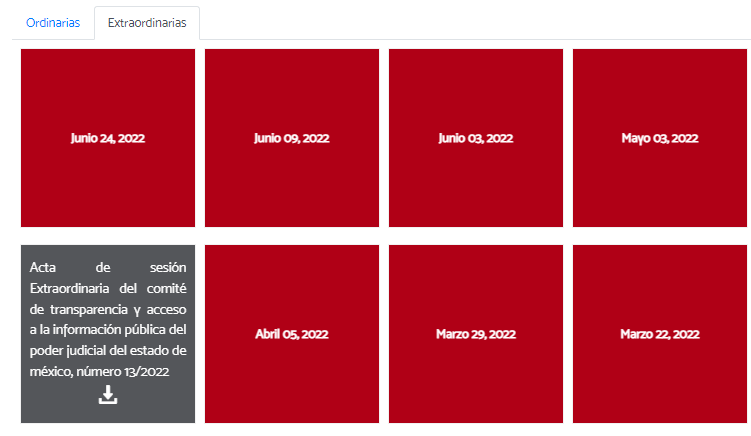 Ordinarias
Extraordinarias
Junio 24, 2022
Junio 09, 2022
Junio 03, 2022
Mayo 03, 2022
Acta de sesión
Extraordinaria del comité
de transparencia y acceso
a la información pública del
poder judicial del estado de
méxico, número 13/2022
Abril 05, 2022
Marzo 29, 2022
Marzo 22, 2022